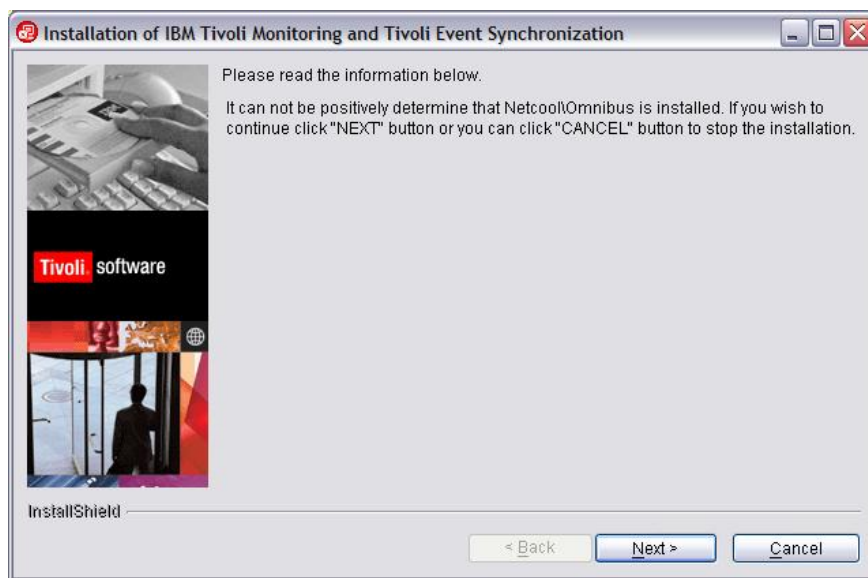 Installation of IBM Tivoli Monitoring and Tivoli Event Synchronization
Please read the information below.
It can not be positively determine that Netcool\Omnibus is installed. If you wish to
continue click "NEXT" button or you can click "CANCEL" button to stop the installation.
Tivoli. software
InstallShield
< Back
Next >
Cancel